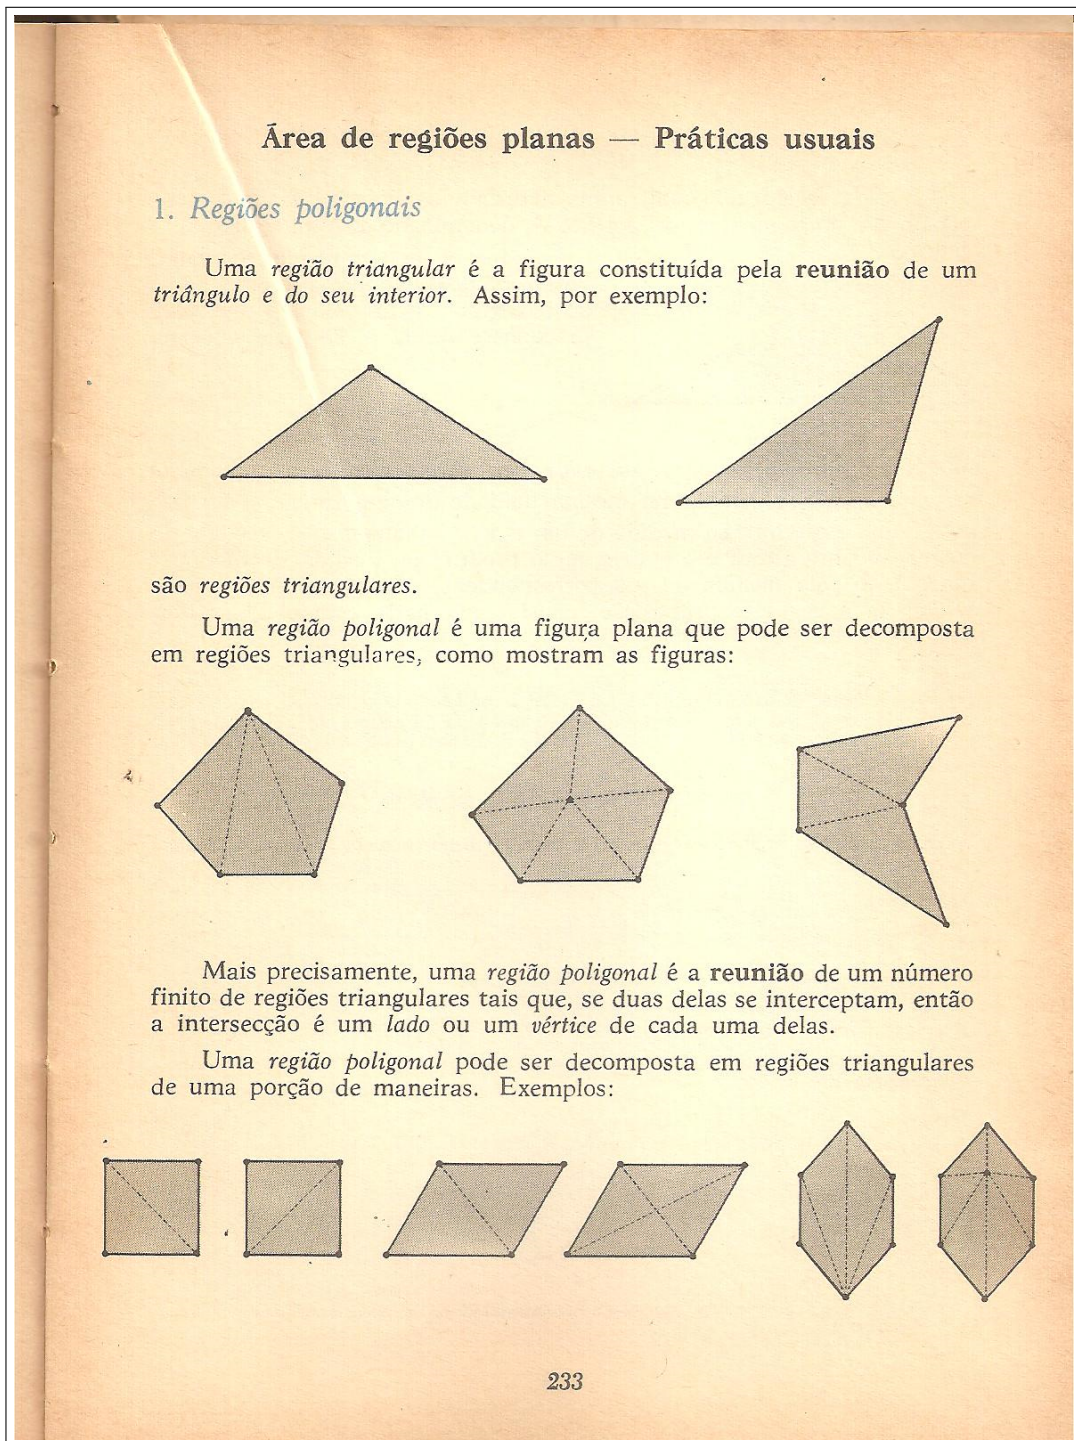 Área de regiões planas — Práticas usuais
1. Regiões poligonais
Uma região triangular é a figura constituída pela reunião de um
triângulo e do seu interior. Assim, por exemplo:
são regiões triangulares.
Uma região poligonal é uma figura plana que pode ser decomposta
em regiões triangulares, como mostram as figuras:
Mais precisamente, uma região poligonal é a reunião de um número
finito de regiões triangulares tais que, se duas delas se interceptam, então
a intersecção é um lado ou um vértice de cada uma delas.
Uma região poligonal pode ser decomposta em regiões triangulares
de uma porção de maneiras. Exemplos:
233